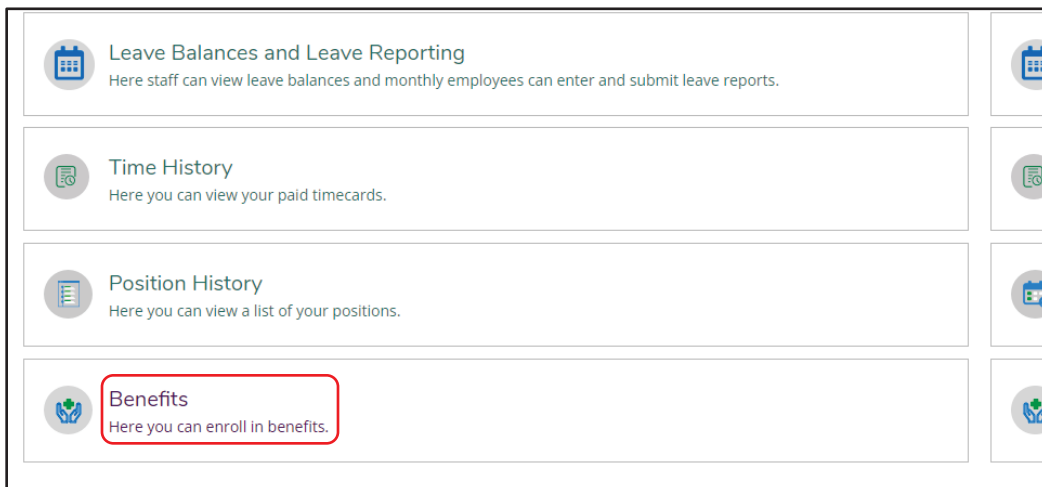 Leave Balances and Leave Reporting
Here staff can view leave balances and monthly employees can enter and submit leave reports.
Time History
Here you can view your paid timecards.
Position History
Here you can view a list of your positions.
Benefits
Here you can enroll in benefits.